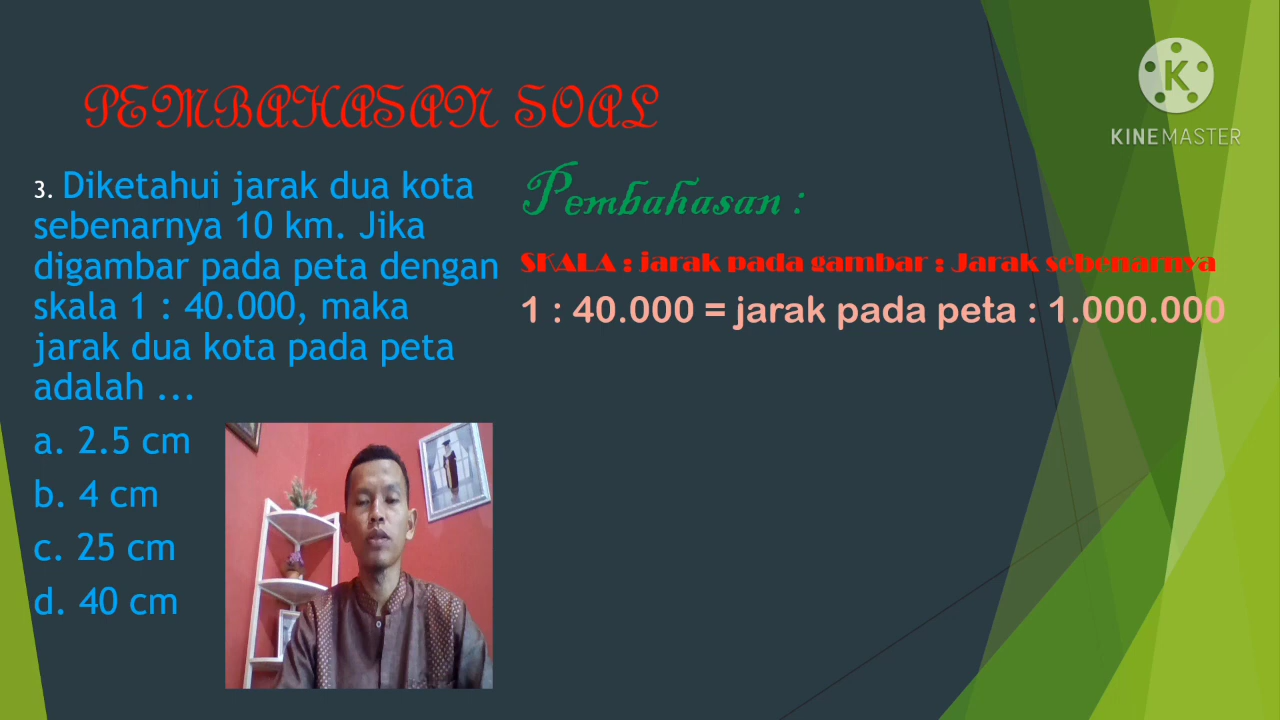 PEMBAHASAN SOAL
K
KINEMASTER
3. Diketahui jarak dua kota
sebenarnya 10 km. Jika
digambar pada peta dengan
skala 1 : 40.000, maka
jarak dua kota pada peta
adalah ...
a. 2.5 cm
b. 4 cm
c. 25 cm
d. 40 cm
Pembahasan :
SKALA : jarak pada gambar : Jarak sebenarnya
1 : 40.000 = jarak pada peta : 1.000.000